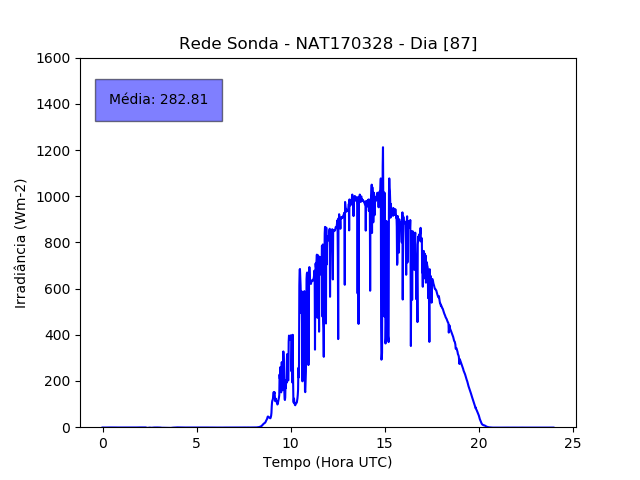 Rede Sonda - NAT170328 - Dia [87]
1600
1400
1200
1000
800
600
400
200
0
Média: 282.81
Irradiância (Wm-2)
0 5 10 15 20 25
Tempo (Hora UTC)